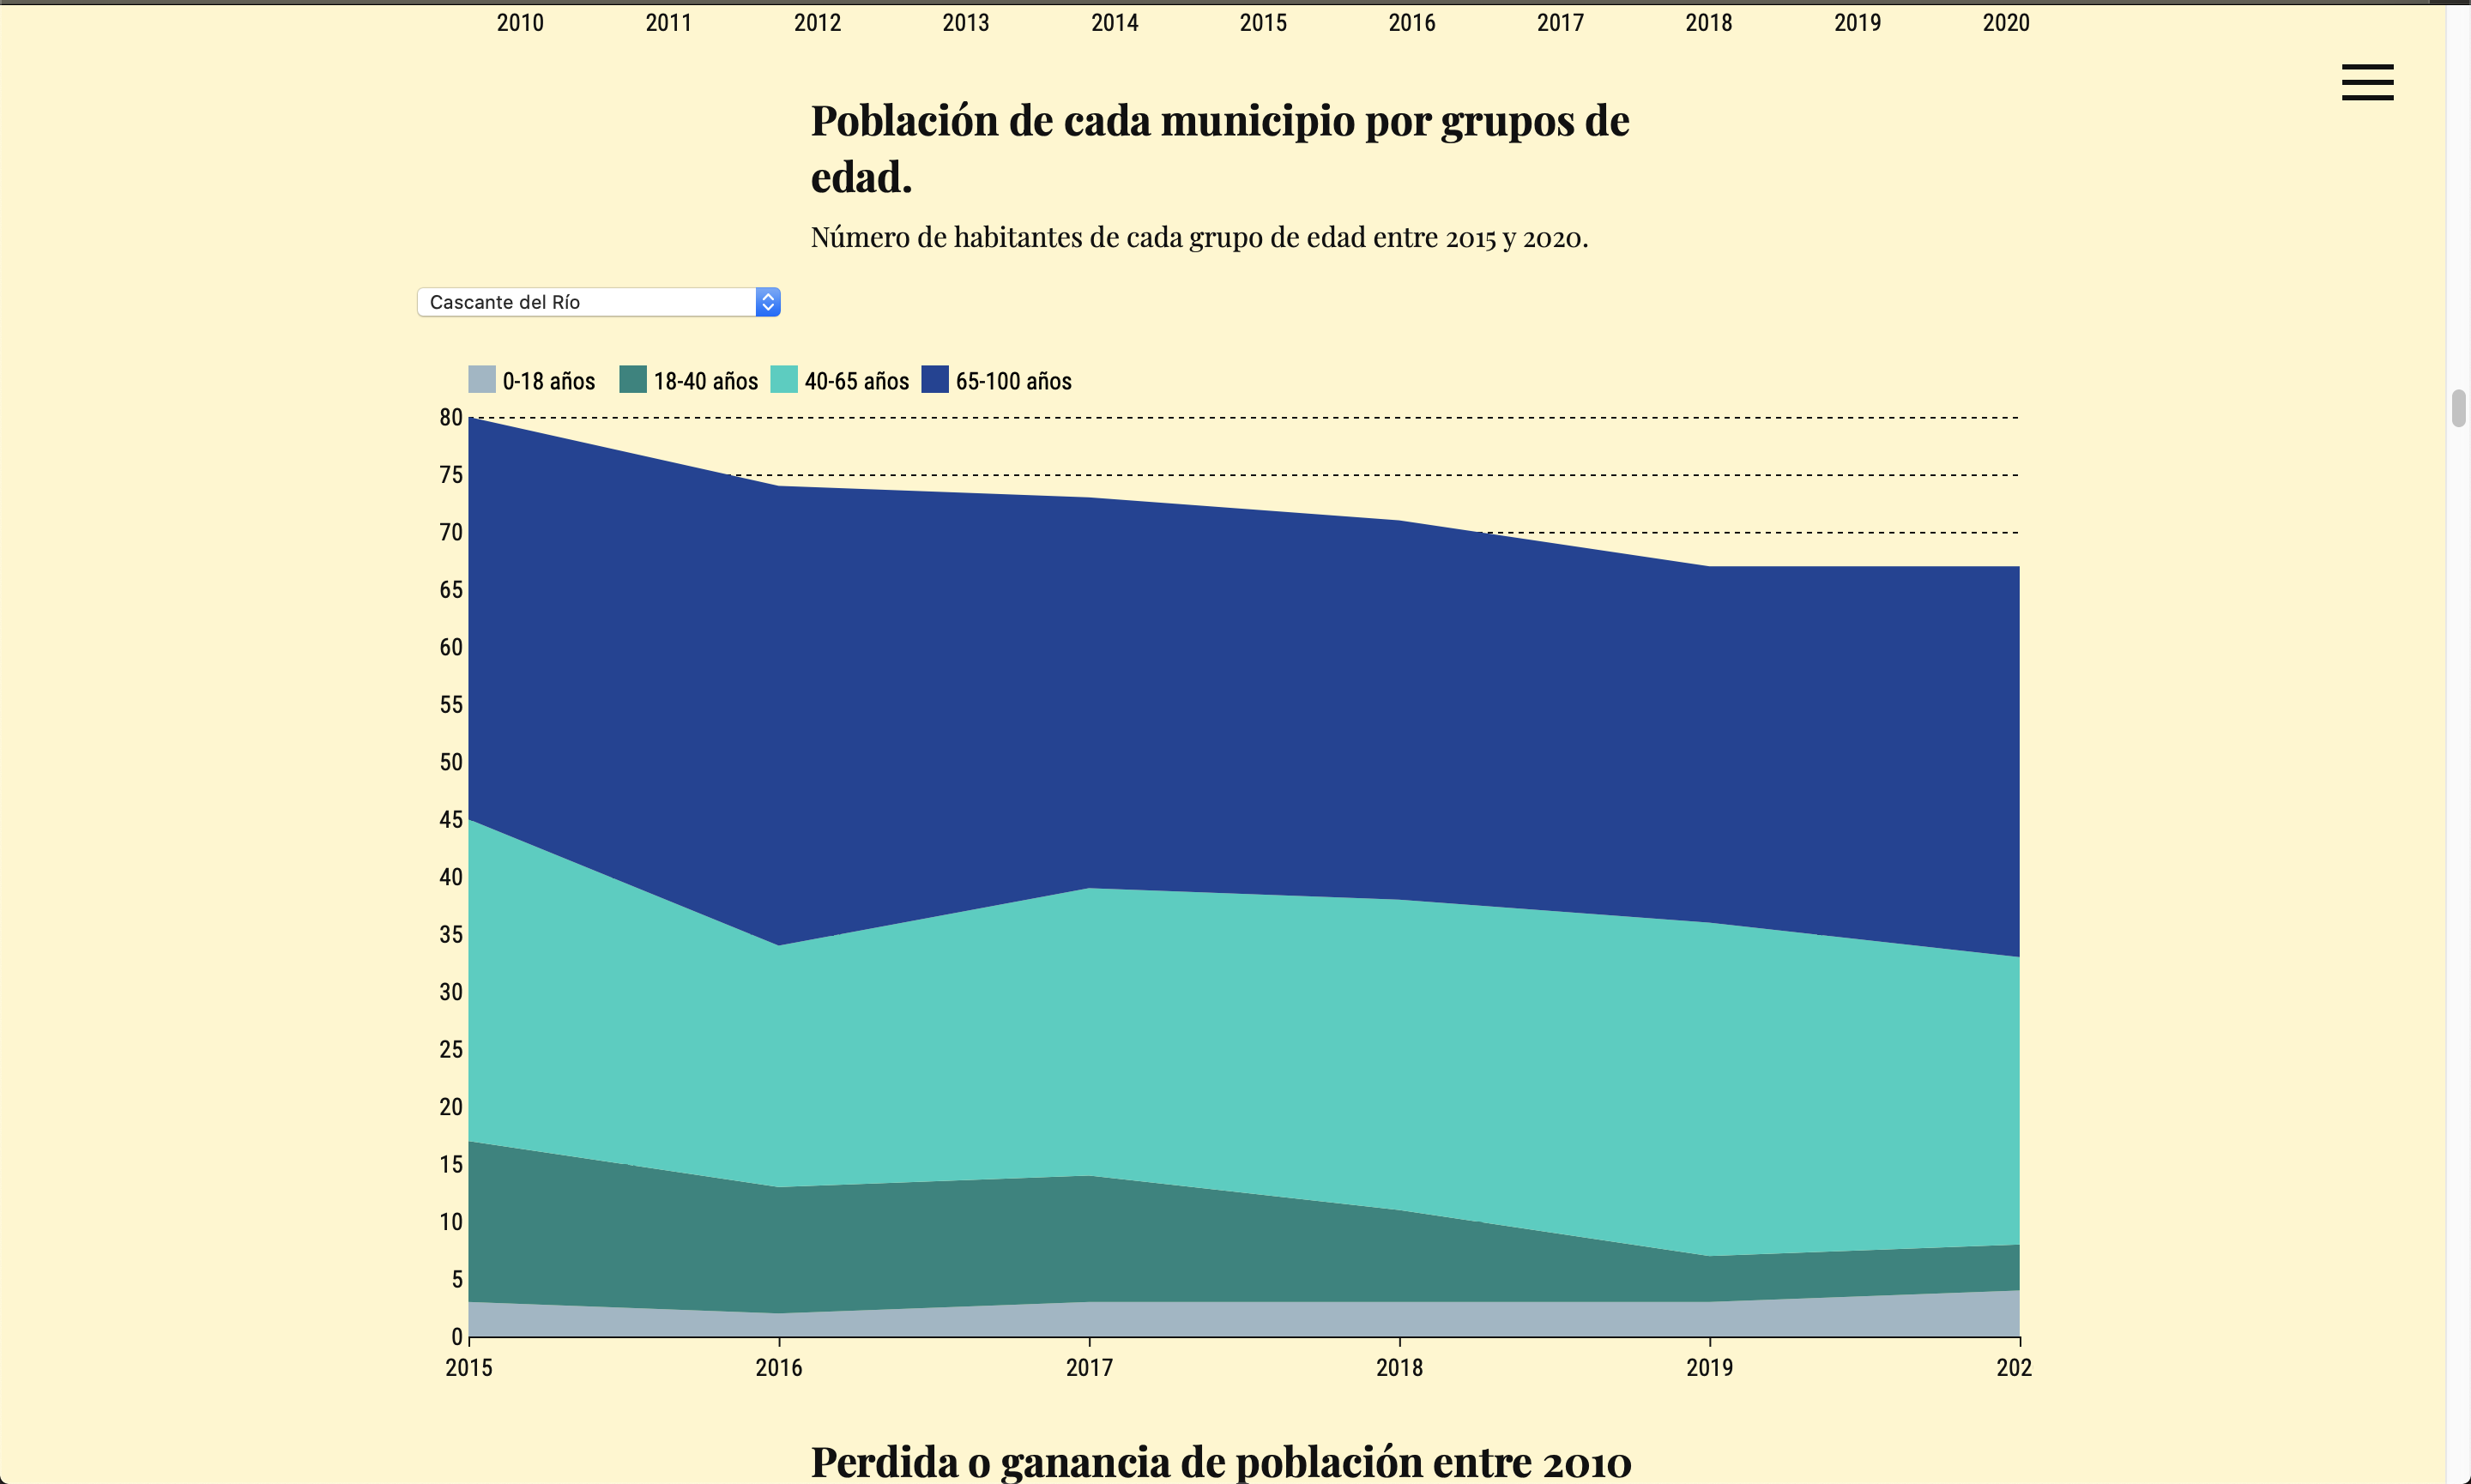 2010 2011 2012 2013 2014 2015 2016 2017 2018 2019 2020
Población de cada municipio por grupos de
edad.
Número de habitantes de cada grupo de edad entre 2015 y 2020.
Cascante del Río
0-18 años 18-40 años 40-65 años 65-100 años
80
75
70
65
60
55
50
45
40
35
30
25
20
15
10
5
0
2015 2016 2017 2018 2019 202
Perdida o ganancia de población entre 2010